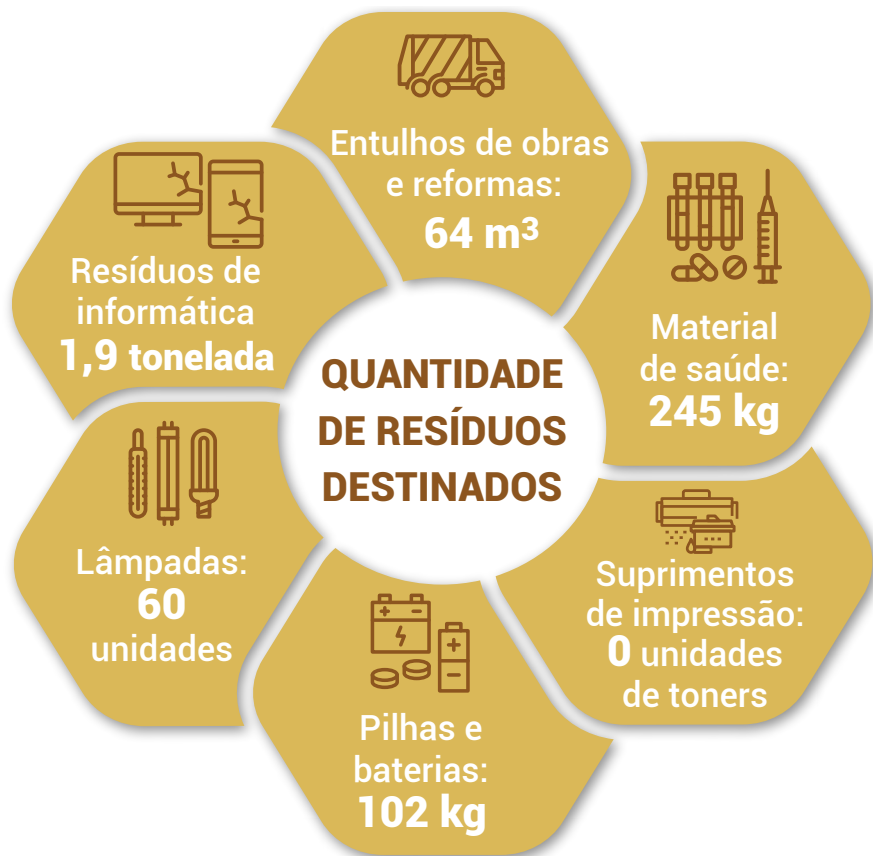 Entulhos de obras
e reformas:
64 m³
Material
de saúde:
245 kg
Suprimentos
de impressão:
0 unidades
de toners
Pilhas e
baterias:
102 kg
Lâmpadas:
60
unidades
Resíduos de
informática
1,9 tonelada
QUANTIDADE
DE RESÍDUOS
DESTINADOS